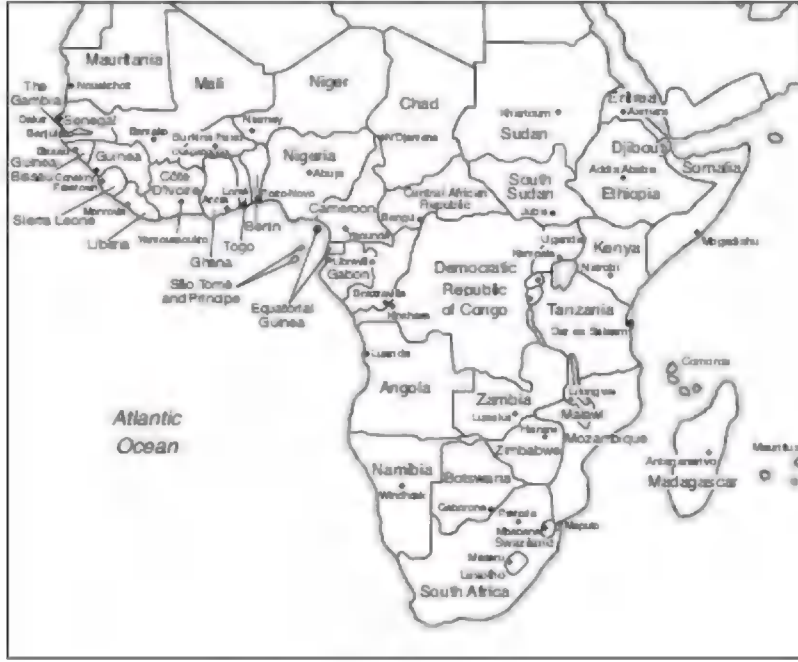 Mauritania
Nouakchott
Mali
Niger
Chad
Khartoum
Sudan
Eritrea
Asmara
The
Gambia
Dakar
Senegal
Banjul
Bamako
Burkina Faso
Niamey
N'Djamena
Bissau
Guinea
Bissau
Guinea
Conakry
Freetown
Côte
D'Ivoire
Accra
Lomé
Porto-Novo
Nigeria
Abuja
Djibouti
Somalia
Addis Ababa
Ethiopia
South
Sudan
Juba
Central African
Republic
Bangui
Cameroon
Yaounde
Sierra Leone
Monrovia
Liberia
Yamoussoukro
Ghana
Togo
Benin
São Tomé
and Principe
Equatorial
Guinea
Libreville
Gabon
Brazzaville
Kinshasa
Democratic
Republic
of Congo
Uganda
Kampala
Kenya
Nairobi
Mogadishu
Tanzania
Dar es Salaam
Luanda
Angola
Zambia
Lusaka
Lilongwe
Malawi
Comoros
Harare
Zimbabwe
Mozambique
Atlantic
Ocean
Namibia
Windhoek
Botswana
Gaborone
Pretoria
Mbabane
Swaziland
Maputo
Maseru
Lesotho
South Africa
Antananarivo
Madagascar
Mauritius